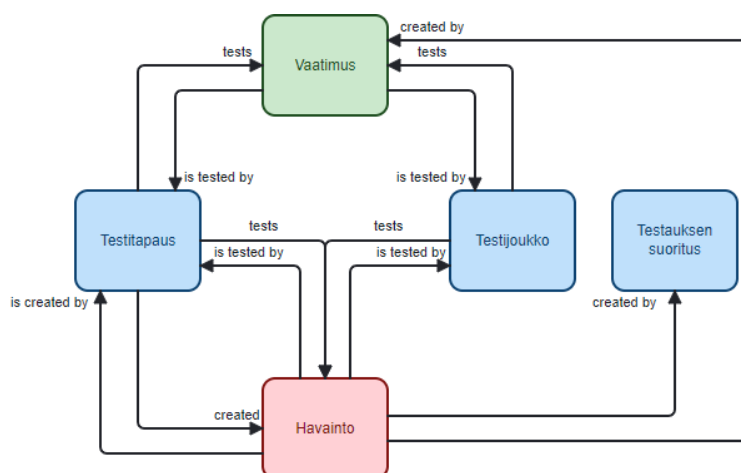 created by
tests
Vaatimus
tests
is tested by
is tested by
Testitapaus
tests
tests
Testijoukko
Testauksen
suoritus
is tested by
is tested by
is created by
created by
created
Havainto